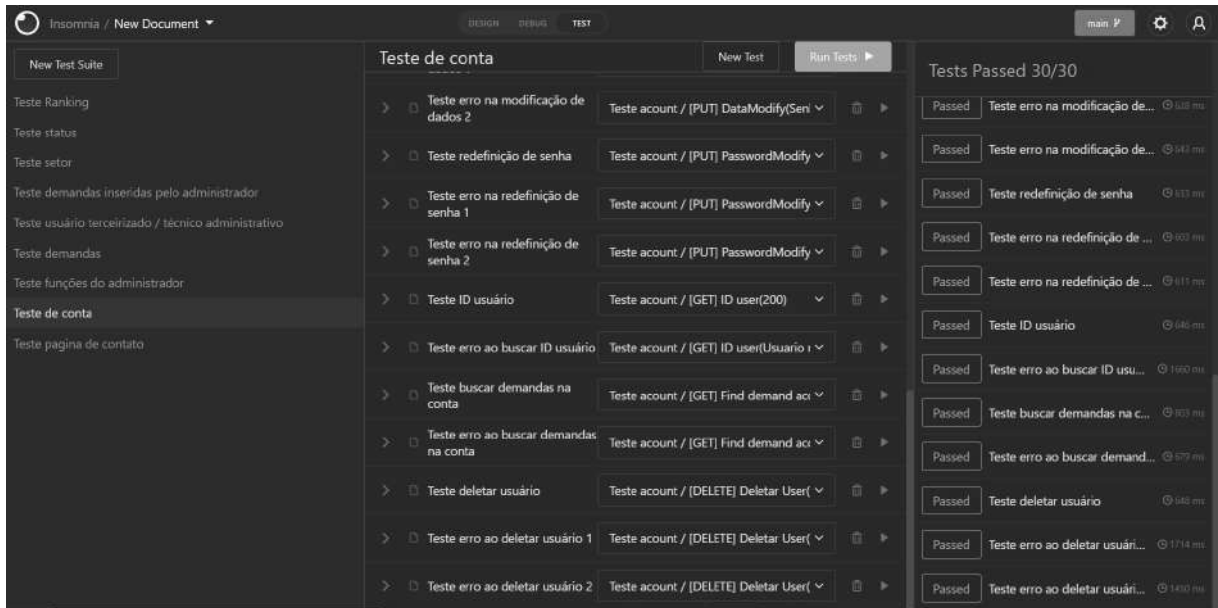 Insomnia / New Document
DESIGN DEBUG TEST
main
New Test Suite
Teste Ranking
Teste status
Teste setor
Teste demandas inseridas pelo administrador
Teste usuário terceirizado / técnico administrativo
Teste demandas
Teste funções do administrador
Teste de conta
Teste pagina de contato
Teste de conta
New Test
Run Tests
Teste erro na modificação de
dados 2
Teste acount / [PUT] DataModify(Sen
Teste redefinição de senha
Teste acount / [PUT] PasswordModify
Teste erro na redefinição de
senha 1
Teste acount / [PUT] PasswordModify
Teste erro na redefinição de
senha 2
Teste acount / [PUT] PasswordModify
Teste ID usuário
Teste acount / [GET] ID user(200)
Teste erro ao buscar ID usuário
Teste acount / [GET] ID user(Usuario
Teste buscar demandas na
conta
Teste acount / [GET] Find demand acc
Teste erro ao buscar demandas
na conta
Teste acount / [GET] Find demand acc
Teste deletar usuário
Teste acount / [DELETE] Deletar User(
Teste erro ao deletar usuário 1
Teste acount / [DELETE] Deletar User(
Teste erro ao deletar usuário 2
Teste acount / [DELETE] Deletar User(
Tests Passed 30/30
Passed Teste erro na modificação de...
Passed Teste erro na modificação de...
Passed Teste redefinição de senha
Passed Teste erro na redefinição de ...
Passed Teste erro na redefinição de ...
Passed Teste ID usuário
Passed Teste erro ao buscar ID usu... 1660 ms
Passed Teste buscar demandas na c...
Passed Teste erro ao buscar demand... 679 ms
Passed Teste deletar usuário 648 ms
Passed Teste erro ao deletar usuári... 1714 ms
Passed Teste erro ao deletar usuári...